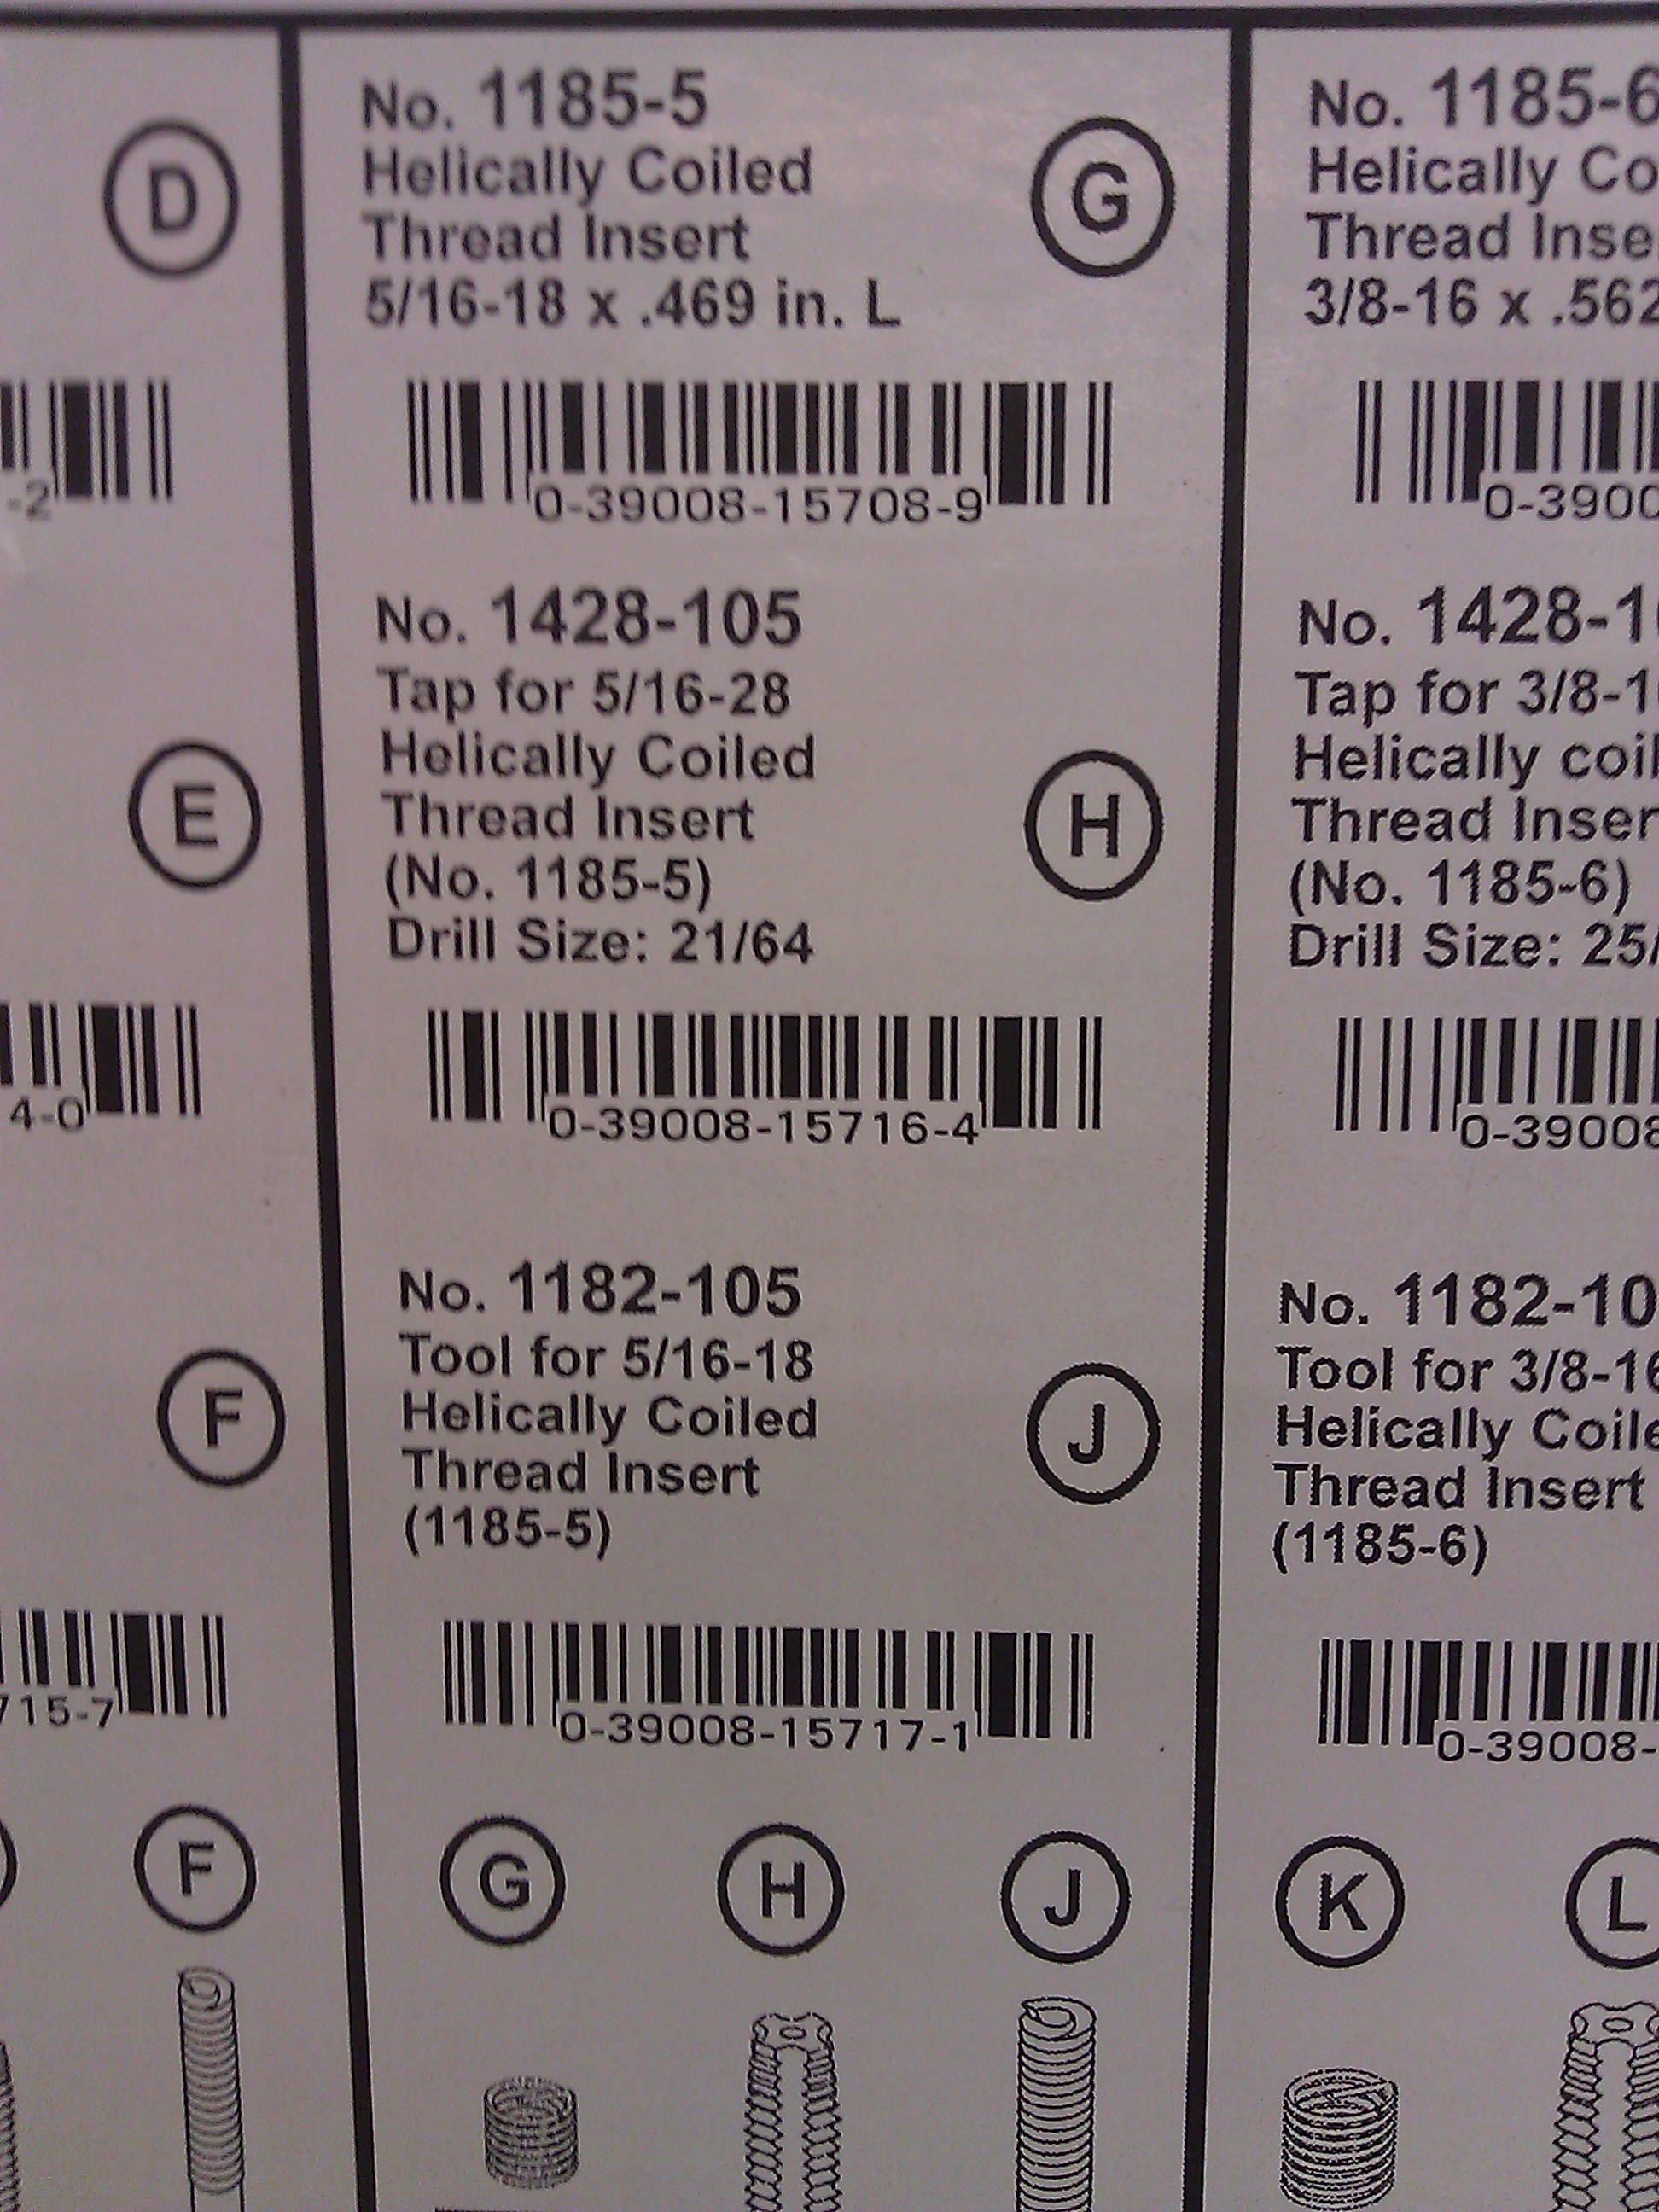 D
-2
E
4-0
F
715-7
F
No. 1185-5
Helically Coiled
Thread Insert
5/16-18 x .469 in. L
G
0-39008-15708-9
No. 1428-105
Tap for 5/16-28
Helically Coiled
Thread Insert
(No. 1185-5)
Drill Size: 21/64
H
0-39008-15716-4
No. 1182-105
Tool for 5/16-18
Helically Coiled
Thread Insert
(1185-5)
J
0-39008-15717-1
G H J
No. 1185-6
Helically Co
Thread Inse
3/8-16 x .562
0-3900
No. 1428-10
Tap for 3/8-1
Helically coil
Thread Inser
(No. 1185-6)
Drill Size: 25/
0-39008
No. 1182-10
Tool for 3/8-16
Helically Coile
Thread Insert
(1185-6)
0-39008-
K L